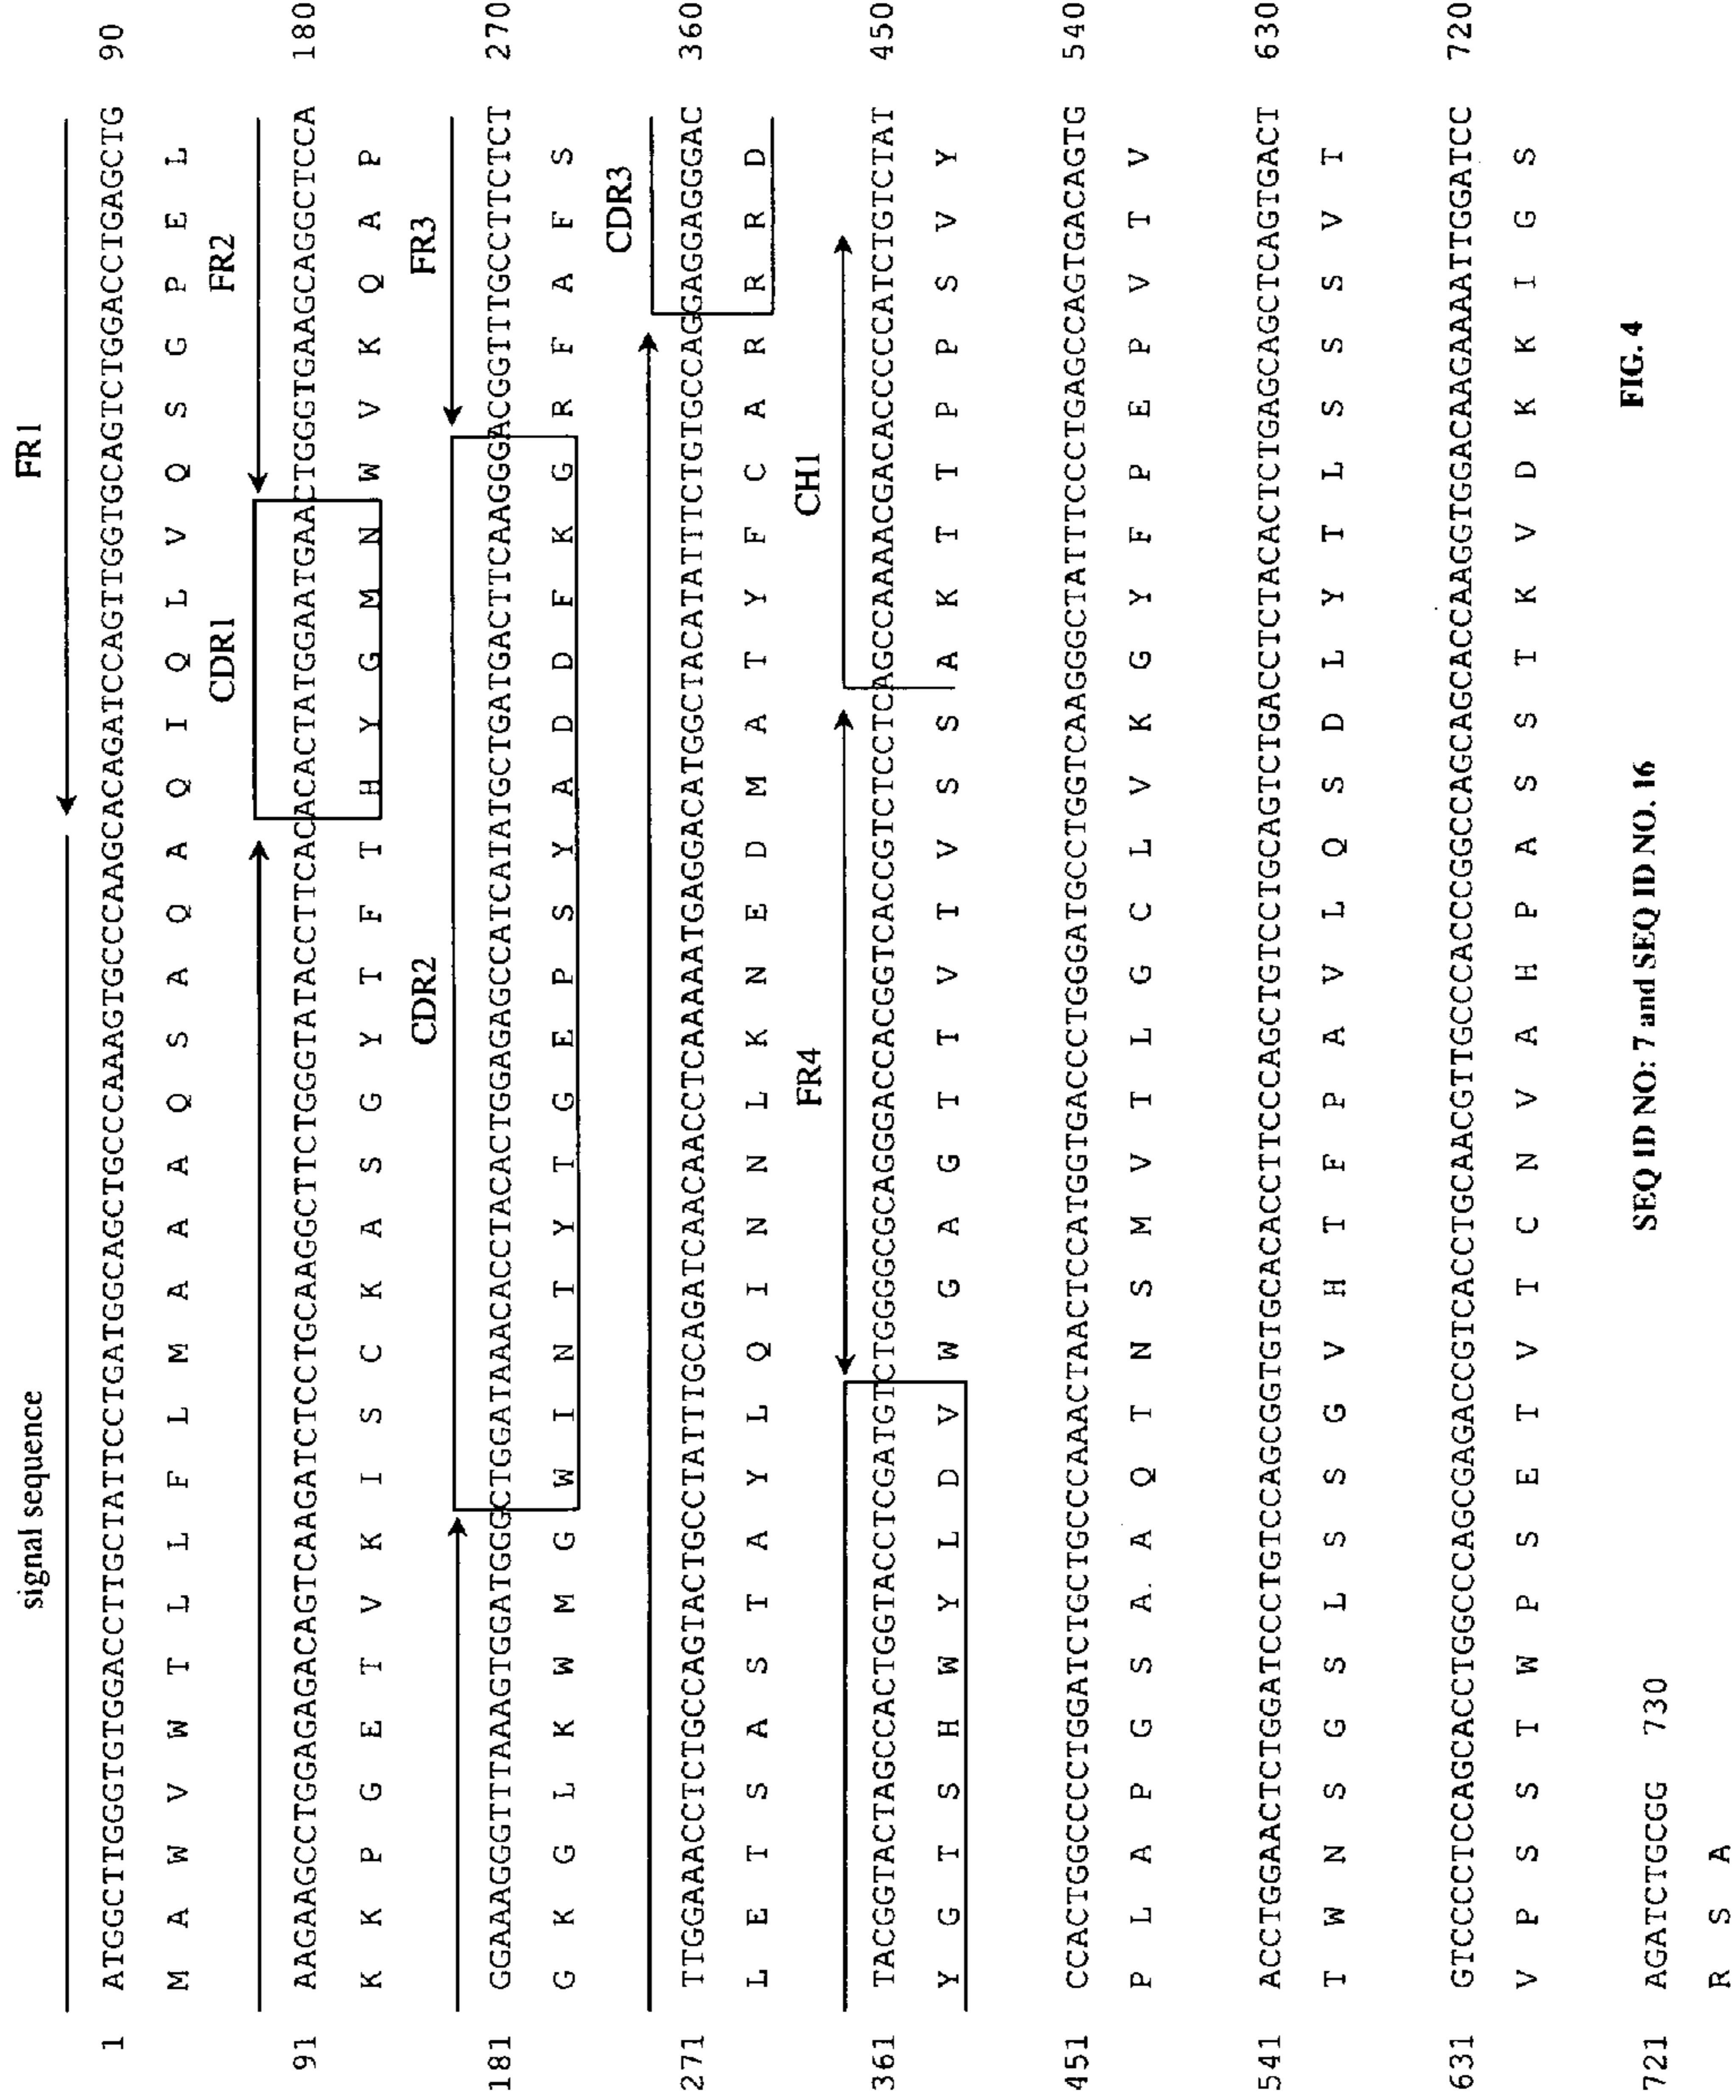 signal sequence FR1
1 ATGGCTTGGGTGTGGACCTTGCTATTCCTGATGGCAGCTGCCCAAAGTGCCCAAGCACAGATCCAGTTGGTGCAGTCTGGACCTGAGCTG 90
M A W V W T L L F L M A A A Q S A Q A Q I Q L V Q S G P E L
CDR1 FR2
91 AAGAAGCCTGGAGAGACAGTCAAGATCTCCTGCAAGGCTTCTGGGTATACCTTCACACACTATGGAATGAACTGGGTGAAGCAGGCTCCA 180
K K P G E T V K I S C K A S G Y T F T H Y G M N W V K Q A P
CDR2 FR3
181 GGAAAGGGTTTAAAGTGGATGGGCTGGATAAACACCTACACTGGAGAGCCATCATATGCTGATGACTTCAAGGGACGGTTTGCCTTCTCT 270
G K G L K W M G W I N T Y T G E P S Y A D D F K G R F A F S
CDR3
271 TTGGAAACCTCTGCCAGTACTGCCTATTTGCAGATCAACAACCTCAAAAATGAGGACATGGCTACATATTTCTGTGCCAGGAGGAGGGAC 360
L E T S A S T A Y L Q I N N L K N E D M A T Y F C A R R R D
FR4 CH1
361 TACGGTACTAGCCACTGGTACCTCGATGTCTGGGGCGCAGGGACCACGGTCACCGTCTCCTCAGCCAAAACGACACCCCCATCTGTCTAT 450
Y G T S H W Y L D V W G A G T T V T V S S A K T T P P S V Y
451 CCACTGGCCCCTGGATCTGCTGCCCAAACTAACTCCATGGTGACCCTGGGATGCCTGGTCAAGGGCTATTTCCCTGAGCCAGTGACAGTG 540
P L A P G S A A Q T N S M V T L G C L V K G Y F P E P V T V
541 ACCTGGAACTCTGGATCCCTGTCCAGCGGTGTGCACACCTTCCCAGCTGTCCTGCAGTCTGACCTCTACACTCTGAGCAGCTCAGTGACT 630
T W N S G S L S S G V H T F P A V L Q S D L Y T L S S S V T
631 GTCCCCTCCAGCACCTGGCCCAGCGAGACCGTCACCTGCAACGTTGCCCACCCGGCCAGCAGCACCAAGGTGGACAAGAAAATTGGATCC 720
V P S S T W P S E T V T C N V A H P A S S T K V D K K I G S
721 AGATCTGCGG 730
R S A
SEQ ID NO: 7 and SEQ ID NO. 16
FIG. 4